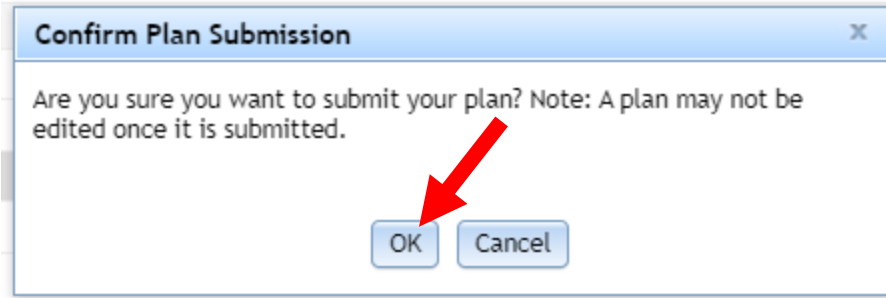 Confirm Plan Submission
x
Are you sure you want to submit your plan? Note: A plan may not be
edited once it is submitted.
OK Cancel